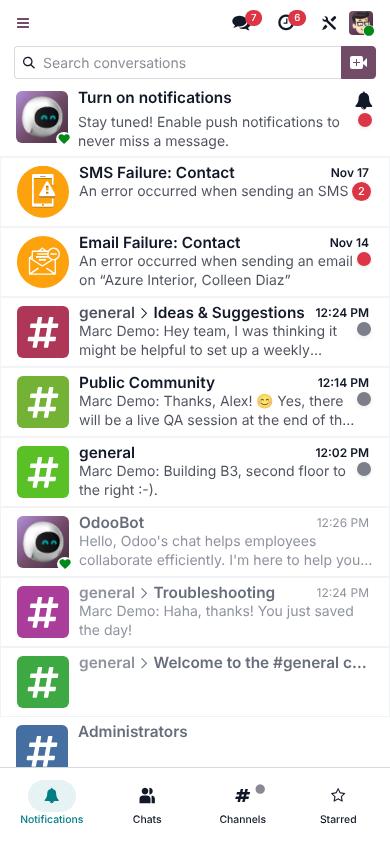 7
6
Search conversations
Turn on notifications
Stay tuned! Enable push notifications to
never miss a message.
SMS Failure: Contact Nov 17
An error occurred when sending an SMS 2
Email Failure: Contact Nov 14
An error occurred when sending an email
on “Azure Interior, Colleen Diaz”
general > Ideas & Suggestions 12:24 PM
Marc Demo: Hey team, I was thinking it
might be helpful to set up a weekly…
Public Community 12:14 PM
Marc Demo: Thanks, Alex! 😊 Yes, there
will be a live QA session at the end of th…
general 12:02 PM
Marc Demo: Building B3, second floor to
the right :-).
OdooBot 12:26 PM
Hello, Odoo's chat helps employees
collaborate efficiently. I'm here to help you…
general > Troubleshooting 12:24 PM
Marc Demo: Haha, thanks! You just saved
the day!
general > Welcome to the #general c…
Administrators
Notifications Chats Channels Starred